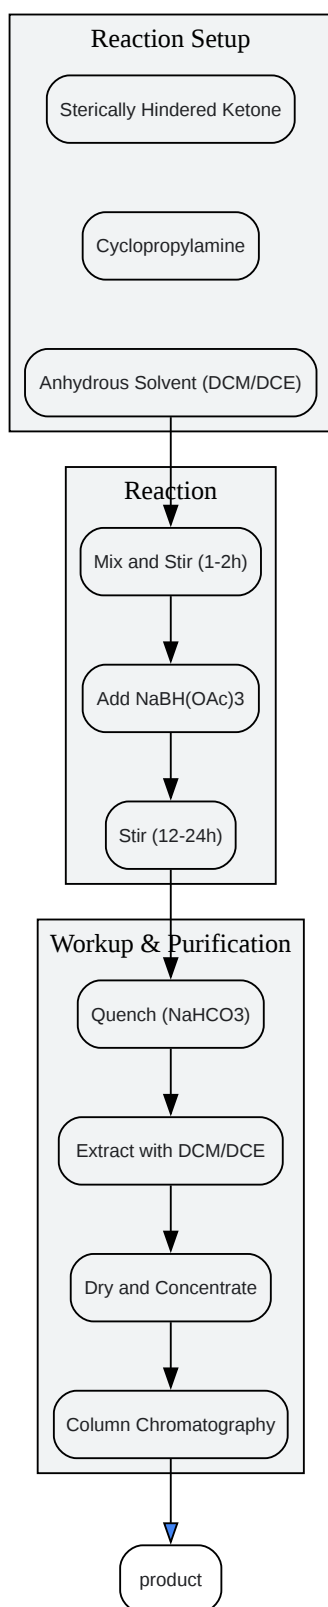 Reaction Setup
Sterically Hindered Ketone
Cyclopropylamine
Anhydrous Solvent (DCM/DCE)
Reaction
Mix and Stir (1-2h)
Add NaBH(OAc)3
Stir (12-24h)
Workup & Purification
Quench (NaHCO3)
Extract with DCM/DCE
Dry and Concentrate
Column Chromatography
product